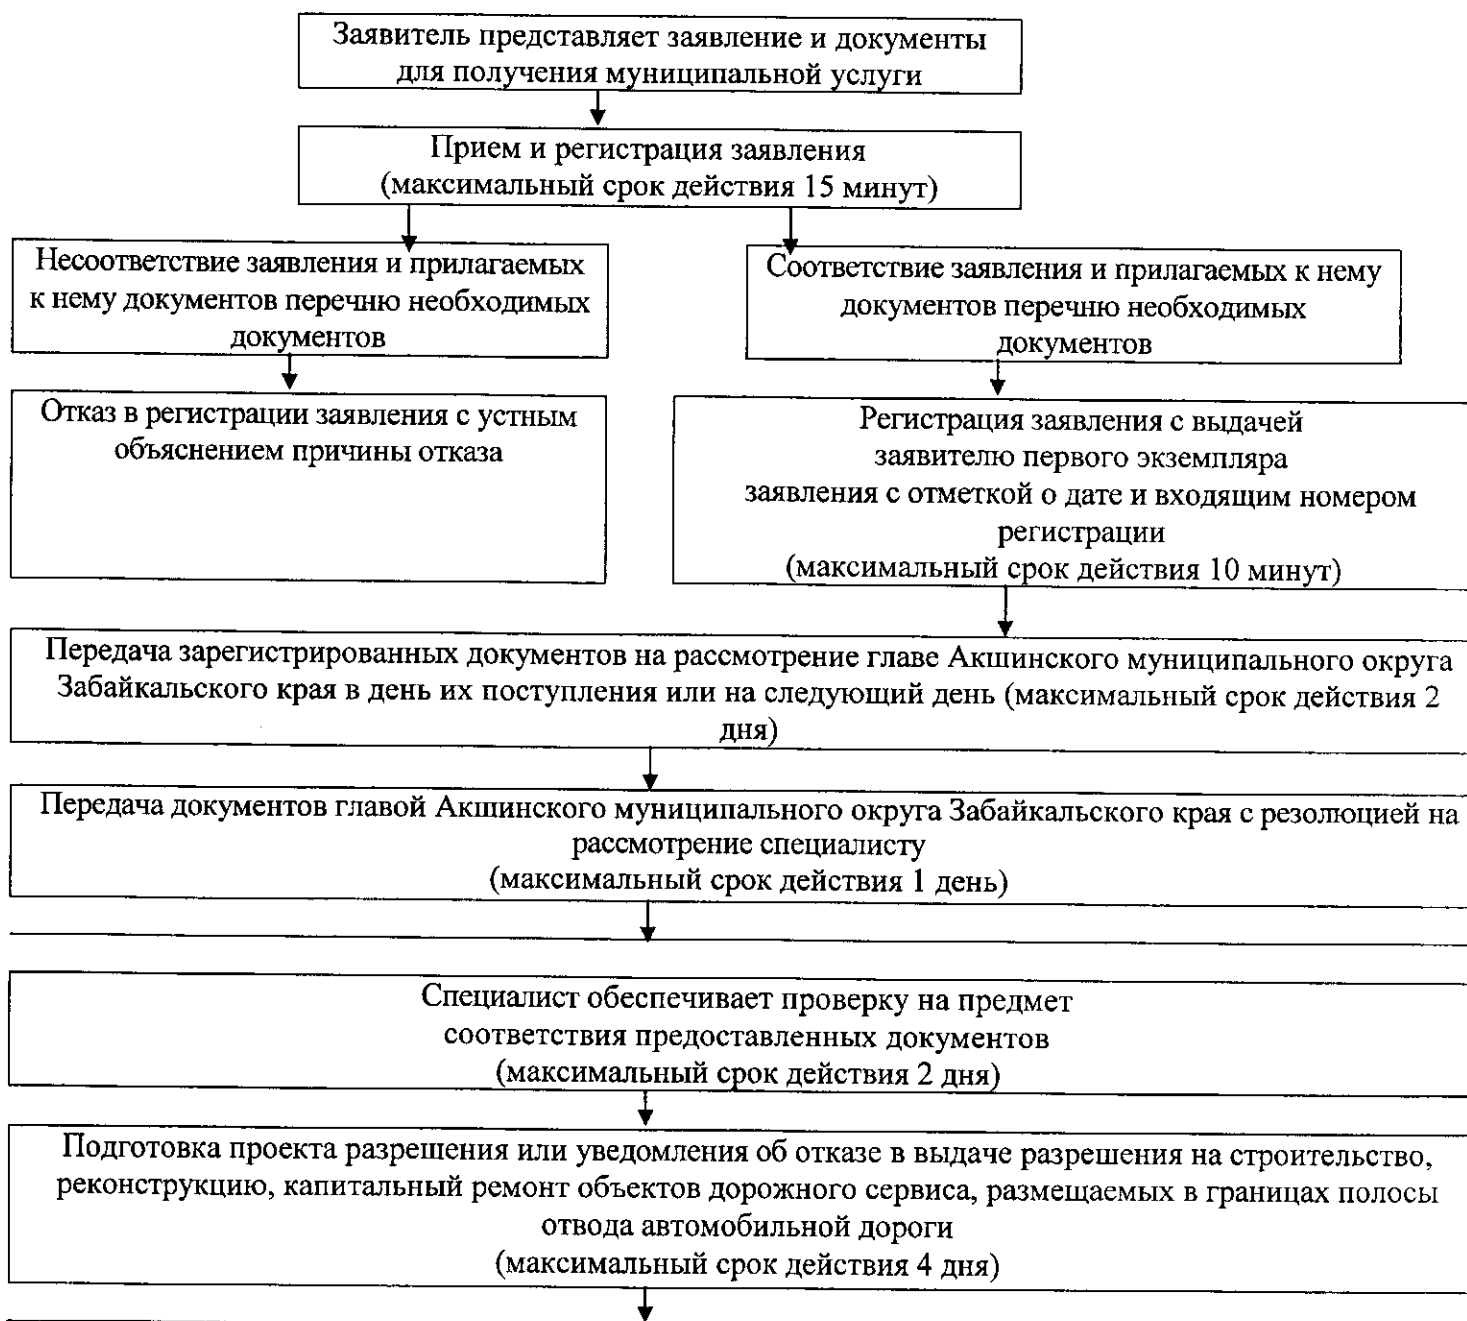 Заявитель представляет заявление и документы
для получения муниципальной услуги
Прием и регистрация заявления
(максимальный срок действия 15 минут)
Несоответствие заявления и прилагаемых
к нему документов перечню необходимых
документов
Соответствие заявления и прилагаемых к нему
документов перечню необходимых
документов
Отказ в регистрации заявления с устным
объяснением причины отказа
Регистрация заявления с выдачей
заявителю первого экземпляра
заявления с отметкой о дате и входящим номером
регистрации
(максимальный срок действия 10 минут)
Передача зарегистрированных документов на рассмотрение главе Акшинского муниципального округа
Забайкальского края в день их поступления или на следующий день (максимальный срок действия 2
дня)
Передача документов главой Акшинского муниципального округа Забайкальского края с резолюцией на
рассмотрение специалисту
(максимальный срок действия 1 день)
Специалист обеспечивает проверку на предмет
соответствия предоставленных документов
(максимальный срок действия 2 дня)
Подготовка проекта разрешения или уведомления об отказе в выдаче разрешения на строительство,
реконструкцию, капитальный ремонт объектов дорожного сервиса, размещаемых в границах полосы
отвода автомобильной дороги
(максимальный срок действия 4 дня)